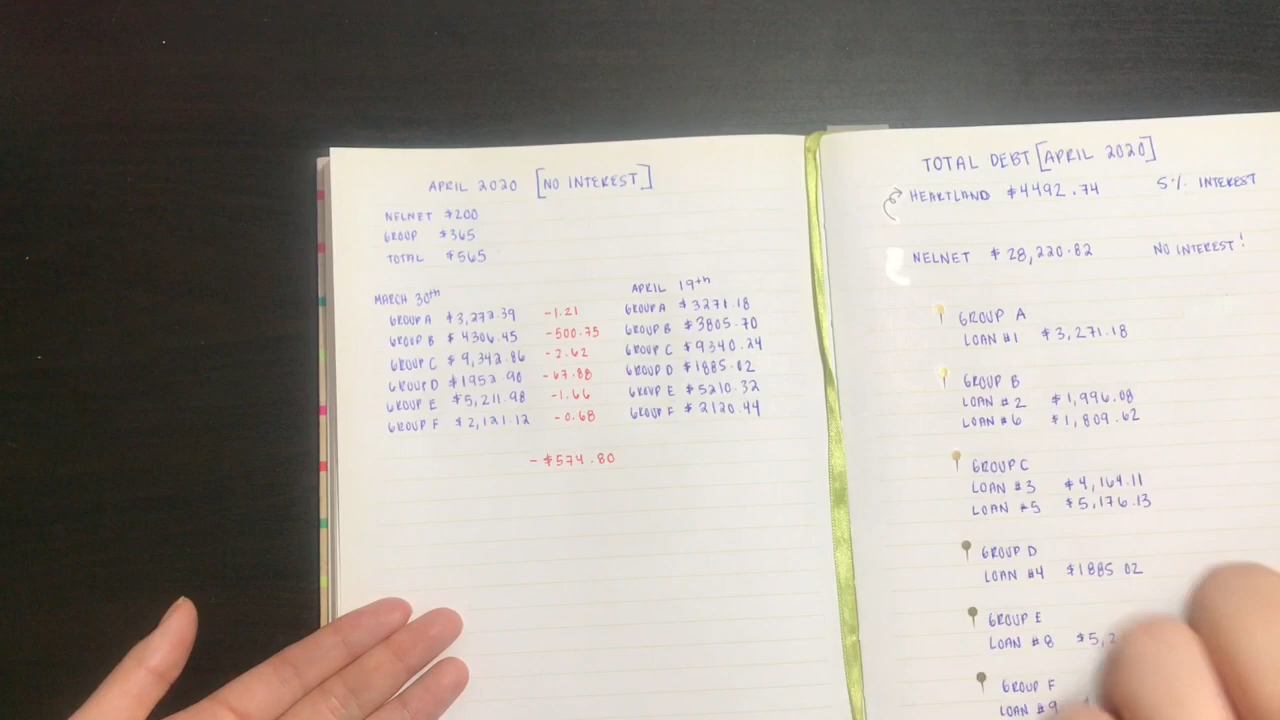 APRIL 2020 [NO INTEREST]
NELNET $200
GROUP $365
TOTAL $565
MARCH 30th
GROUP A $3,272.39 -1.21
GROUP B $4306.45 -500.75
GROUP C $9,342.86 -2.62
GROUP D $1952.90 -67.88
GROUP E $5,211.98 -1.66
GROUP F $2,121.12 -0.68
- $574.80
APRIL 19th
GROUP A $3271.18
GROUP B $3805.70
GROUP C $9340.24
GROUP D $1885.02
GROUP E $5210.32
GROUP F $2120.44
TOTAL DEBT [APRIL 2020]
HEARTLAND $4492.74 5% INTEREST
NELNET $28,220.82 NO INTEREST!
GROUP A
LOAN #1 $3,271.18
GROUP B
LOAN #2 $1,996.08
LOAN #6 $1,809.62
GROUP C
LOAN #3 $4,164.11
LOAN #5 $5,176.13
GROUP D
LOAN #4 $1885.02
GROUP E
LOAN #8 $5,2
GROUP F
LOAN #9